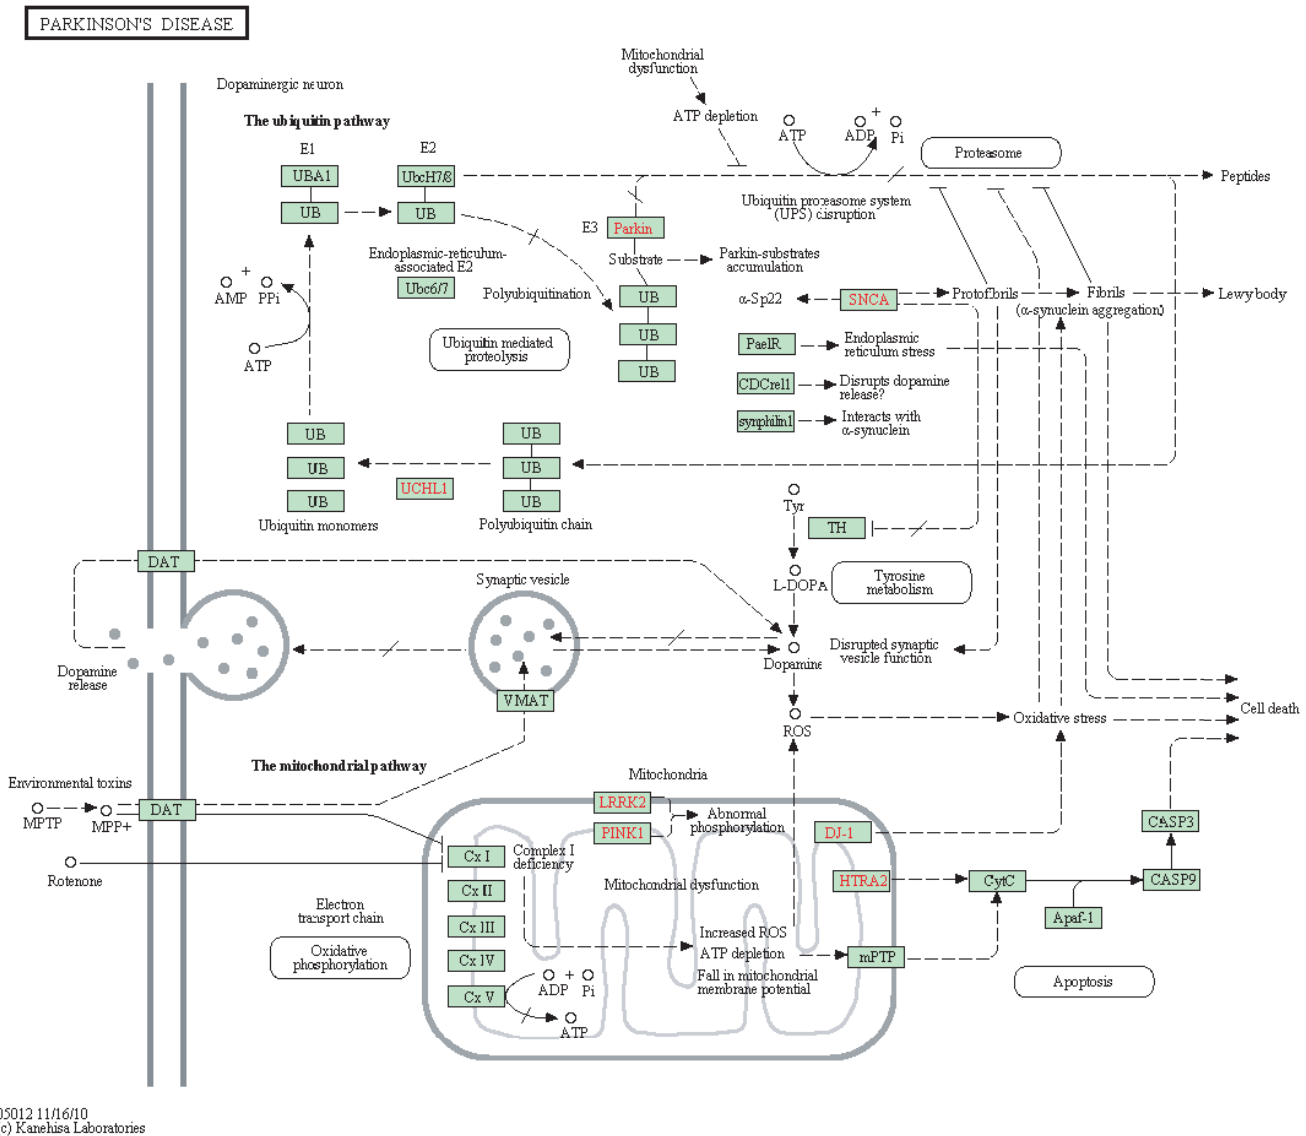 PARKINSON'S DISEASE
Mitochondrial
dysfunction
Dopaminergic neuron
ATP depletion
The ubiquitin pathway
ATP
ADP
+
Pi
Proteasome
E1
E2
UBA1
UbcH7/8
Peptides
UB
UB
Ubiquitin proteasome system
(UPS) disruption
E3
Parkin
Endoplasmic-reticulum-
associated E2
Substrate
Parkin-substrates
accumulation
Ubc6/7
Polyubiquitination
UB
UB
UB
AMP
+
PPi
ATP
α-Sp22
SNCA
Protofibrils
Fibrils
(α-synuclein aggregation)
Lewy body
Ubiquitin mediated
proteolysis
PaelR
Endoplasmic
reticulum stress
CDCrel1
Disrupts dopamine
release?
synphilin1
Interacts with
α-synuclein
UB
UB
UB
Ubiquitin monomers
UCHL1
UB
UB
UB
Polyubiquitin chain
Tyr
TH
DAT
Synaptic vesicle
L-DOPA
Tyrosine
metabolism
Dopamine
release
Dopamine
Disrupted synaptic
vesicle function
VMAT
ROS
Oxidative stress
Cell death
The mitochondrial pathway
Environmental toxins
MPTP
MPP+
DAT
Mitochondria
LRRK2
PINK1
Abnormal
phosphorylation
DJ-1
CASP3
Rotenone
Cx I
Complex I
deficiency
Mitochondrial dysfunction
HTRA2
CytC
CASP9
Cx II
Electron
transport chain
Cx III
Apaf-1
Oxidative
phosphorylation
Cx IV
Increased ROS
ATP depletion
Fall in mitochondrial
membrane potential
mPTP
Cx V
ADP
+
Pi
ATP
Apoptosis
05012 11/16/10
(c) Kanehisa Laboratories